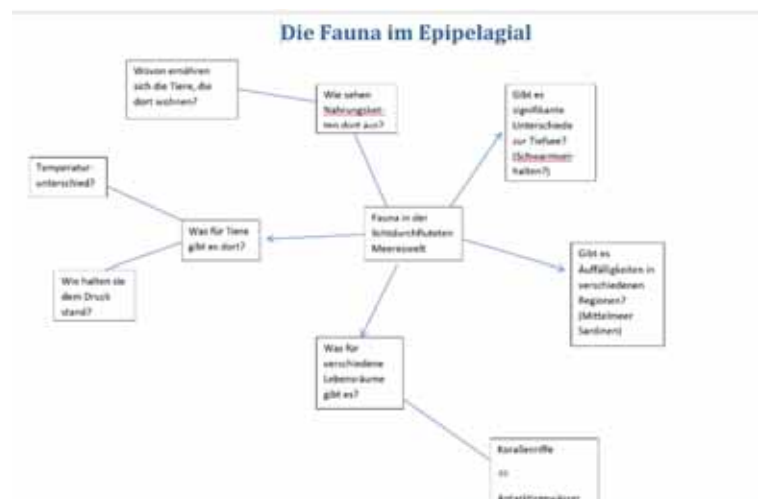 Die Fauna im Epipelagial
Wovon ernähren
sich die Tiere, die
dort wohnen?
Wie sehen
Nahrungsket-
ten dort aus?
Gibt es
signifikante
Unterschiede
zur Tiefsee?
(Schwarmver-
halten?)
Temperatur-
unterschied?
Was für Tiere
gibt es dort?
Fauna in der
lichtdurchfluteten
Meereswelt
Wie halten sie
dem Druck
stand?
Gibt es
Auffälligkeiten in
verschiedenen
Regionen?
(Mittelmeer
Sardinen)
Was für
verschiedene
Lebensräume
gibt es?
Korallenriffe